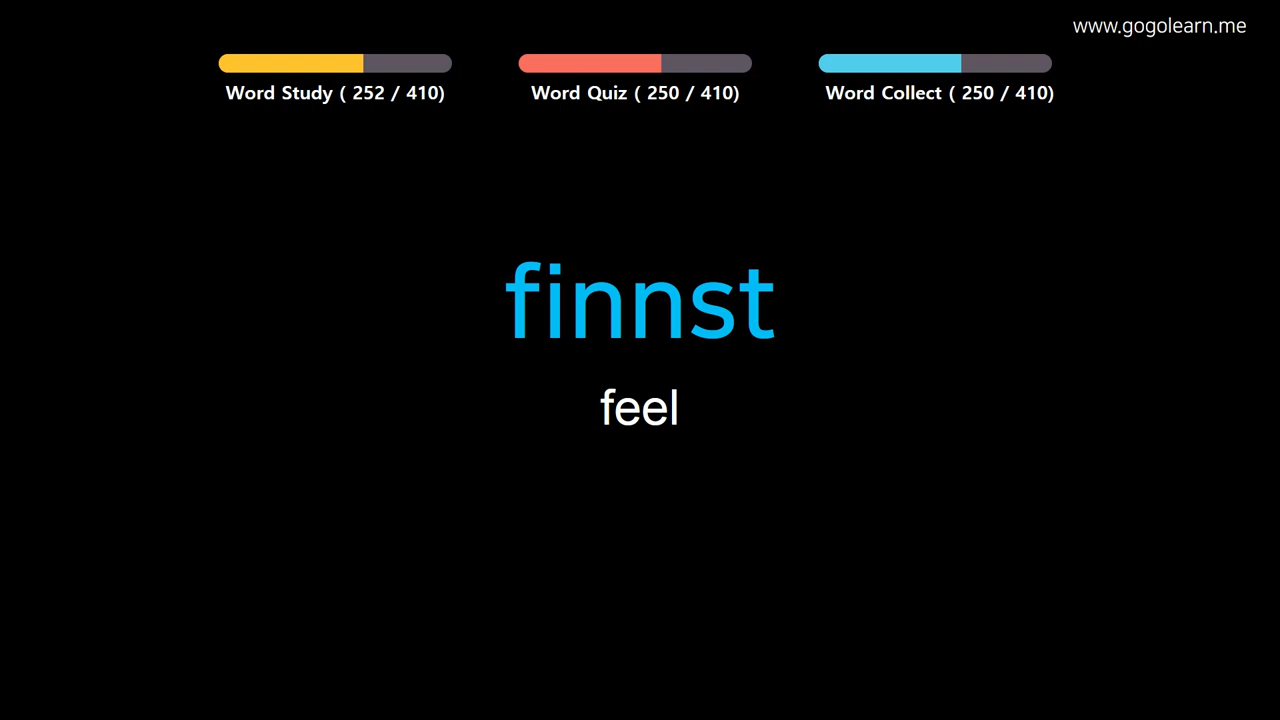 www.gogolearn.me
Word Study ( 252 / 410)
Word Quiz ( 250 / 410)
Word Collect ( 250 / 410)
finnst
feel